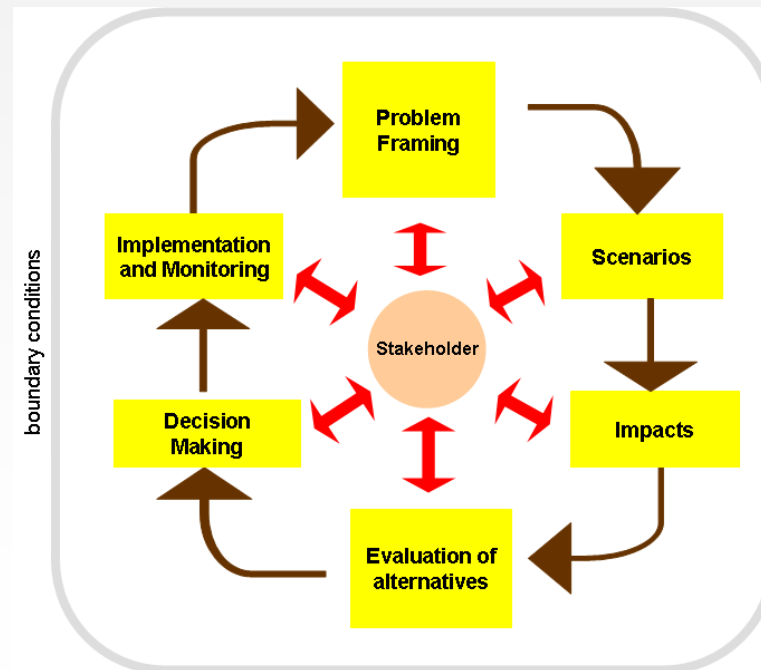 Problem
Framing
Scenarios
Impacts
Evaluation of
alternatives
Decision
Making
Implementation
and Monitoring
Stakeholder
boundary conditions